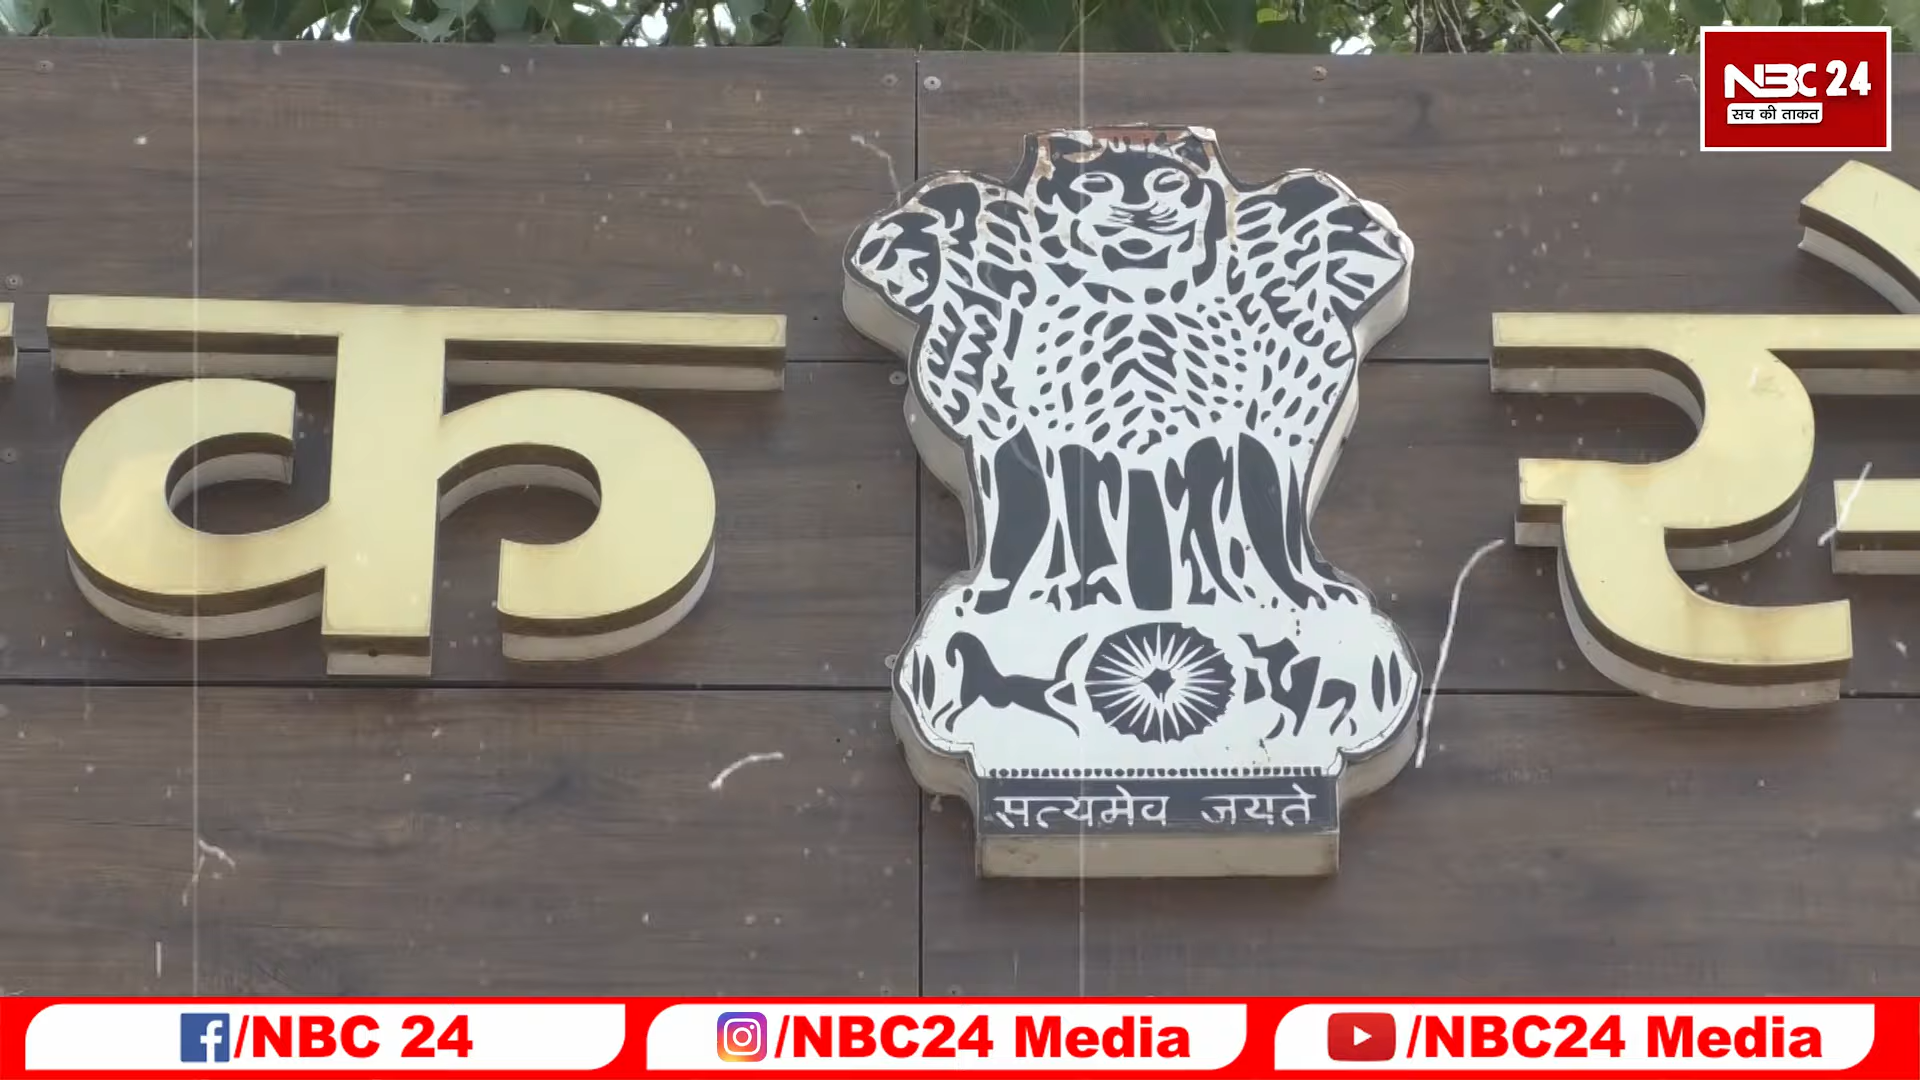 NBC 24
सच की ताकत
क
सत्यमेव जयते
/NBC 24
/NBC24 Media
/NBC24 Media